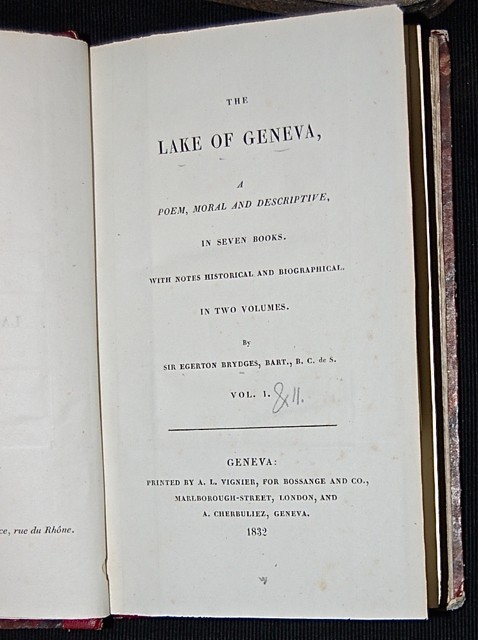 THE
LAKE OF GENEVA,
A
POEM, MORAL AND DESCRIPTIVE,
IN SEVEN BOOKS.
WITH NOTES HISTORICAL AND BIOGRAPHICAL.
IN TWO VOLUMES.
By
SIR EGERTON BRYDGES, BART., B. C. de S.
VOL. I. & II.
GENEVA:
PRINTED BY A. L. VIGNIER, FOR BOSSANGE AND CO.,
MARLBOROUGH-STREET, LONDON, AND
A. CHERBULIEZ, GENEVA.
1832
rue du Rhône.